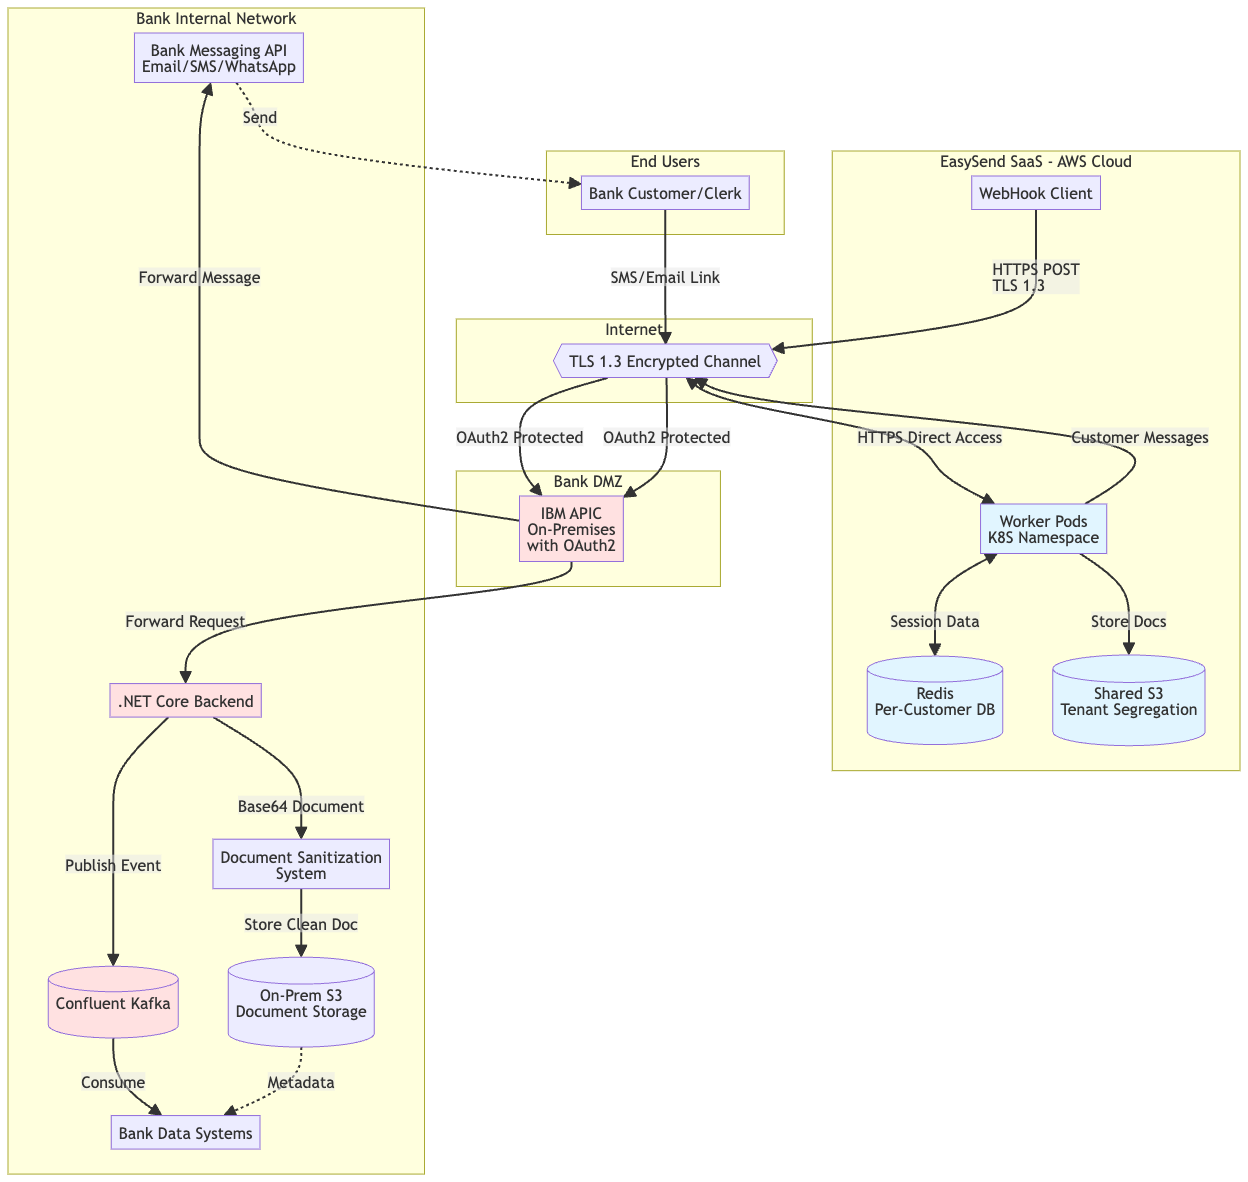 Bank Internal Network
Bank Messaging API
Email/SMS/WhatsApp
Send
End Users
Bank Customer/Clerk
EasySend SaaS - AWS Cloud
WebHook Client
Forward Message
SMS/Email Link
HTTPS POST
TLS 1.3
Internet
TLS 1.3 Encrypted Channel
OAuth2 Protected
OAuth2 Protected
HTTPS Direct Access
Customer Messages
Bank DMZ
IBM APIC
On-Premises
with OAuth2
Worker Pods
K8S Namespace
Forward Request
Session Data
Store Docs
.NET Core Backend
Redis
Per-Customer DB
Shared S3
Tenant Segregation
Base64 Document
Publish Event
Document Sanitization
System
Store Clean Doc
Confluent Kafka
On-Prem S3
Document Storage
Consume
Metadata
Bank Data Systems